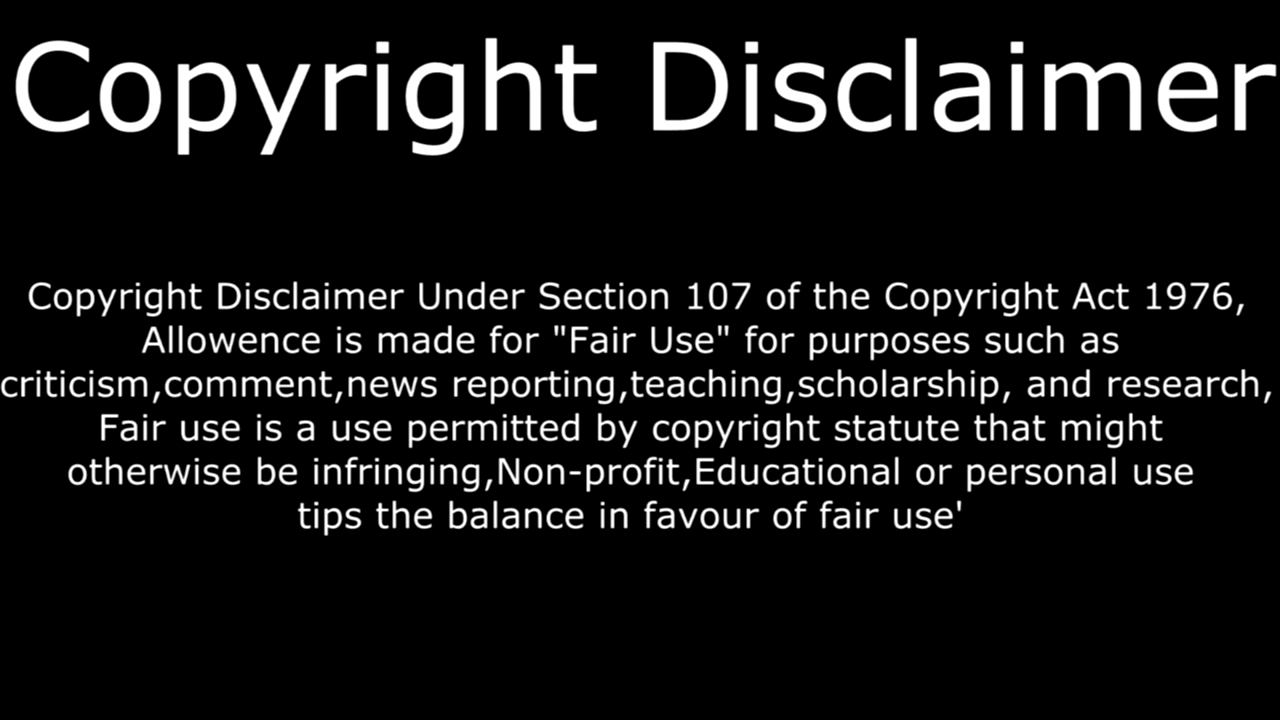 Copyright Disclaimer
Copyright Disclaimer Under Section 107 of the Copyright Act 1976,
Allowence is made for "Fair Use" for purposes such as
criticism,comment,news reporting,teaching,scholarship, and research,
Fair use is a use permitted by copyright statute that might
otherwise be infringing,Non-profit,Educational or personal use
tips the balance in favour of fair use'